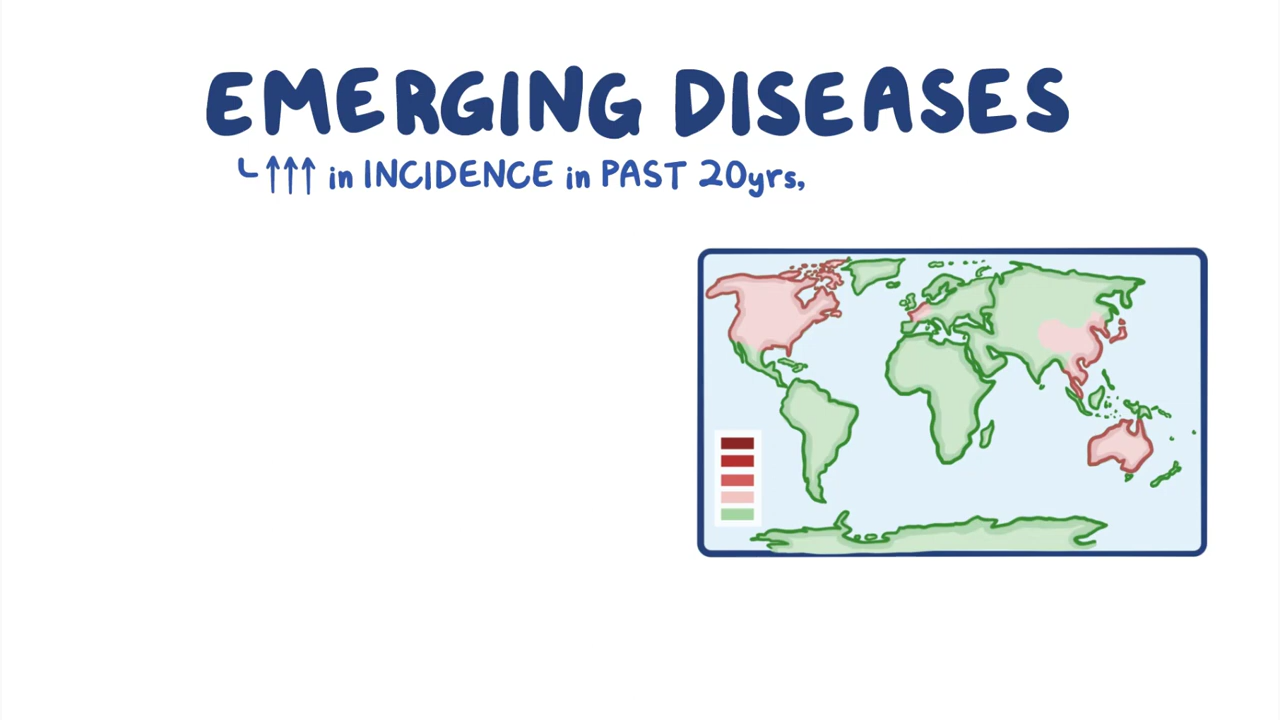 EMERGING DISEASES
↑↑↑ in INCIDENCE in PAST 20yrs,